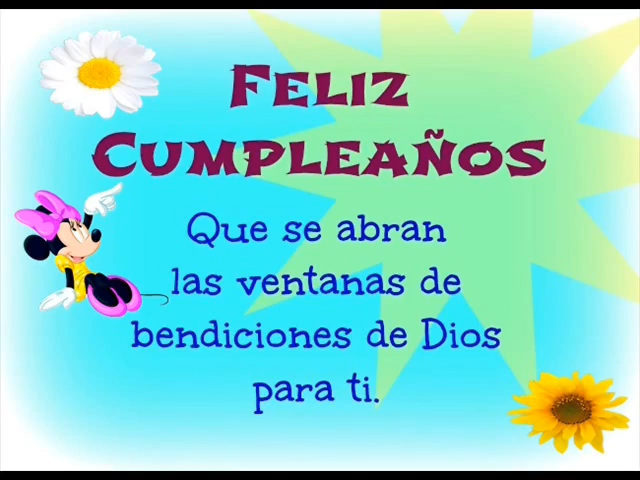 FELIZ
CUMPLEAÑOS
Que se abran
las ventanas de
bendiciones de Dios
para ti.